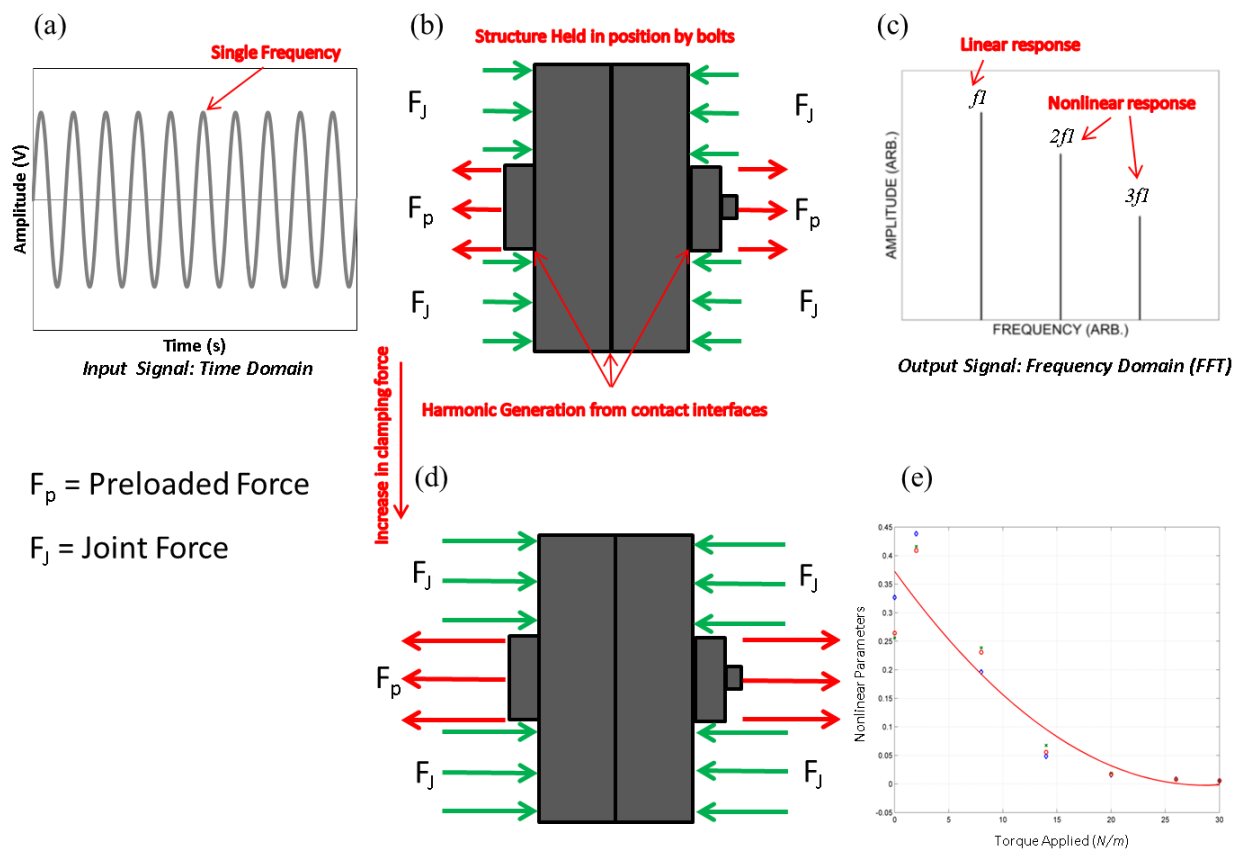 (a)
Single Frequency
Amplitude (V)
Time (s)
Input Signal: Time Domain
(b)
Structure Held in position by bolts
F_J
F_J
F_p
F_p
F_J
F_J
Harmonic Generation from contact interfaces
(c)
Linear response
f1
Nonlinear response
2f1
3f1
AMPLITUDE (ARB.)
FREQUENCY (ARB.)
Output Signal: Frequency Domain (FFT)
Increase in clamping force
F_p = Preloaded Force
F_J = Joint Force
(d)
F_J
F_J
F_p
F_J
F_J
(e)
0.45
0.4
0.35
0.3
0.25
0.2
0.15
0.1
0.05
0
-0.05
Nonlinear Parameters
0 5 10 15 20 25 30
Torque Applied (N/m)